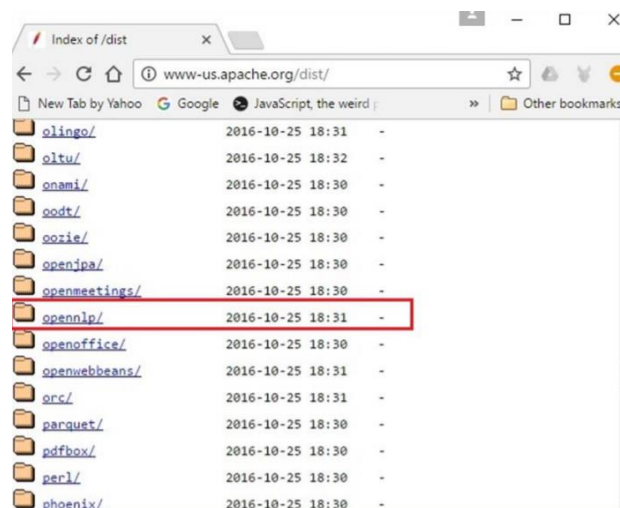 Index of /dist
www-us.apache.org/dist/
New Tab by Yahoo Google JavaScript, the weird p » Other bookmarks
olingo/ 2016-10-25 18:31 -
oltu/ 2016-10-25 18:32 -
onami/ 2016-10-25 18:30 -
oodt/ 2016-10-25 18:30 -
oozie/ 2016-10-25 18:30 -
openjpa/ 2016-10-25 18:30 -
openmeetings/ 2016-10-25 18:30 -
opennlp/ 2016-10-25 18:31 -
openoffice/ 2016-10-25 18:30 -
openwebbeans/ 2016-10-25 18:31 -
orc/ 2016-10-25 18:31 -
parquet/ 2016-10-25 18:30 -
pdfbox/ 2016-10-25 18:30 -
perl/ 2016-10-25 18:30 -
phoenix/ 2016-10-25 18:30 -